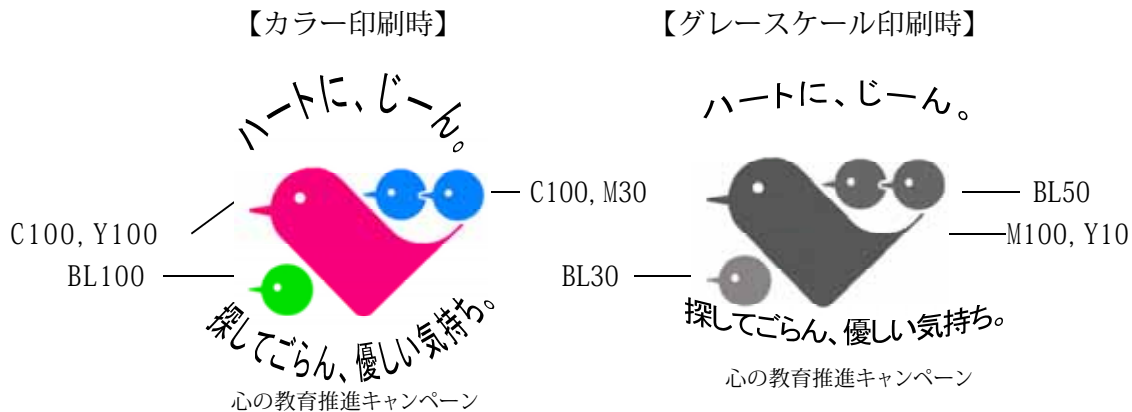 【カラー印刷時】
【グレースケール印刷時】
ハートに、じーん。
ハートに、じーん。
C100, M30
BL50
C100, Y100
M100, Y10
BL100
BL30
探してごらん、優しい気持ち。
探してごらん、優しい気持ち。
心の教育推進キャンペーン
心の教育推進キャンペーン